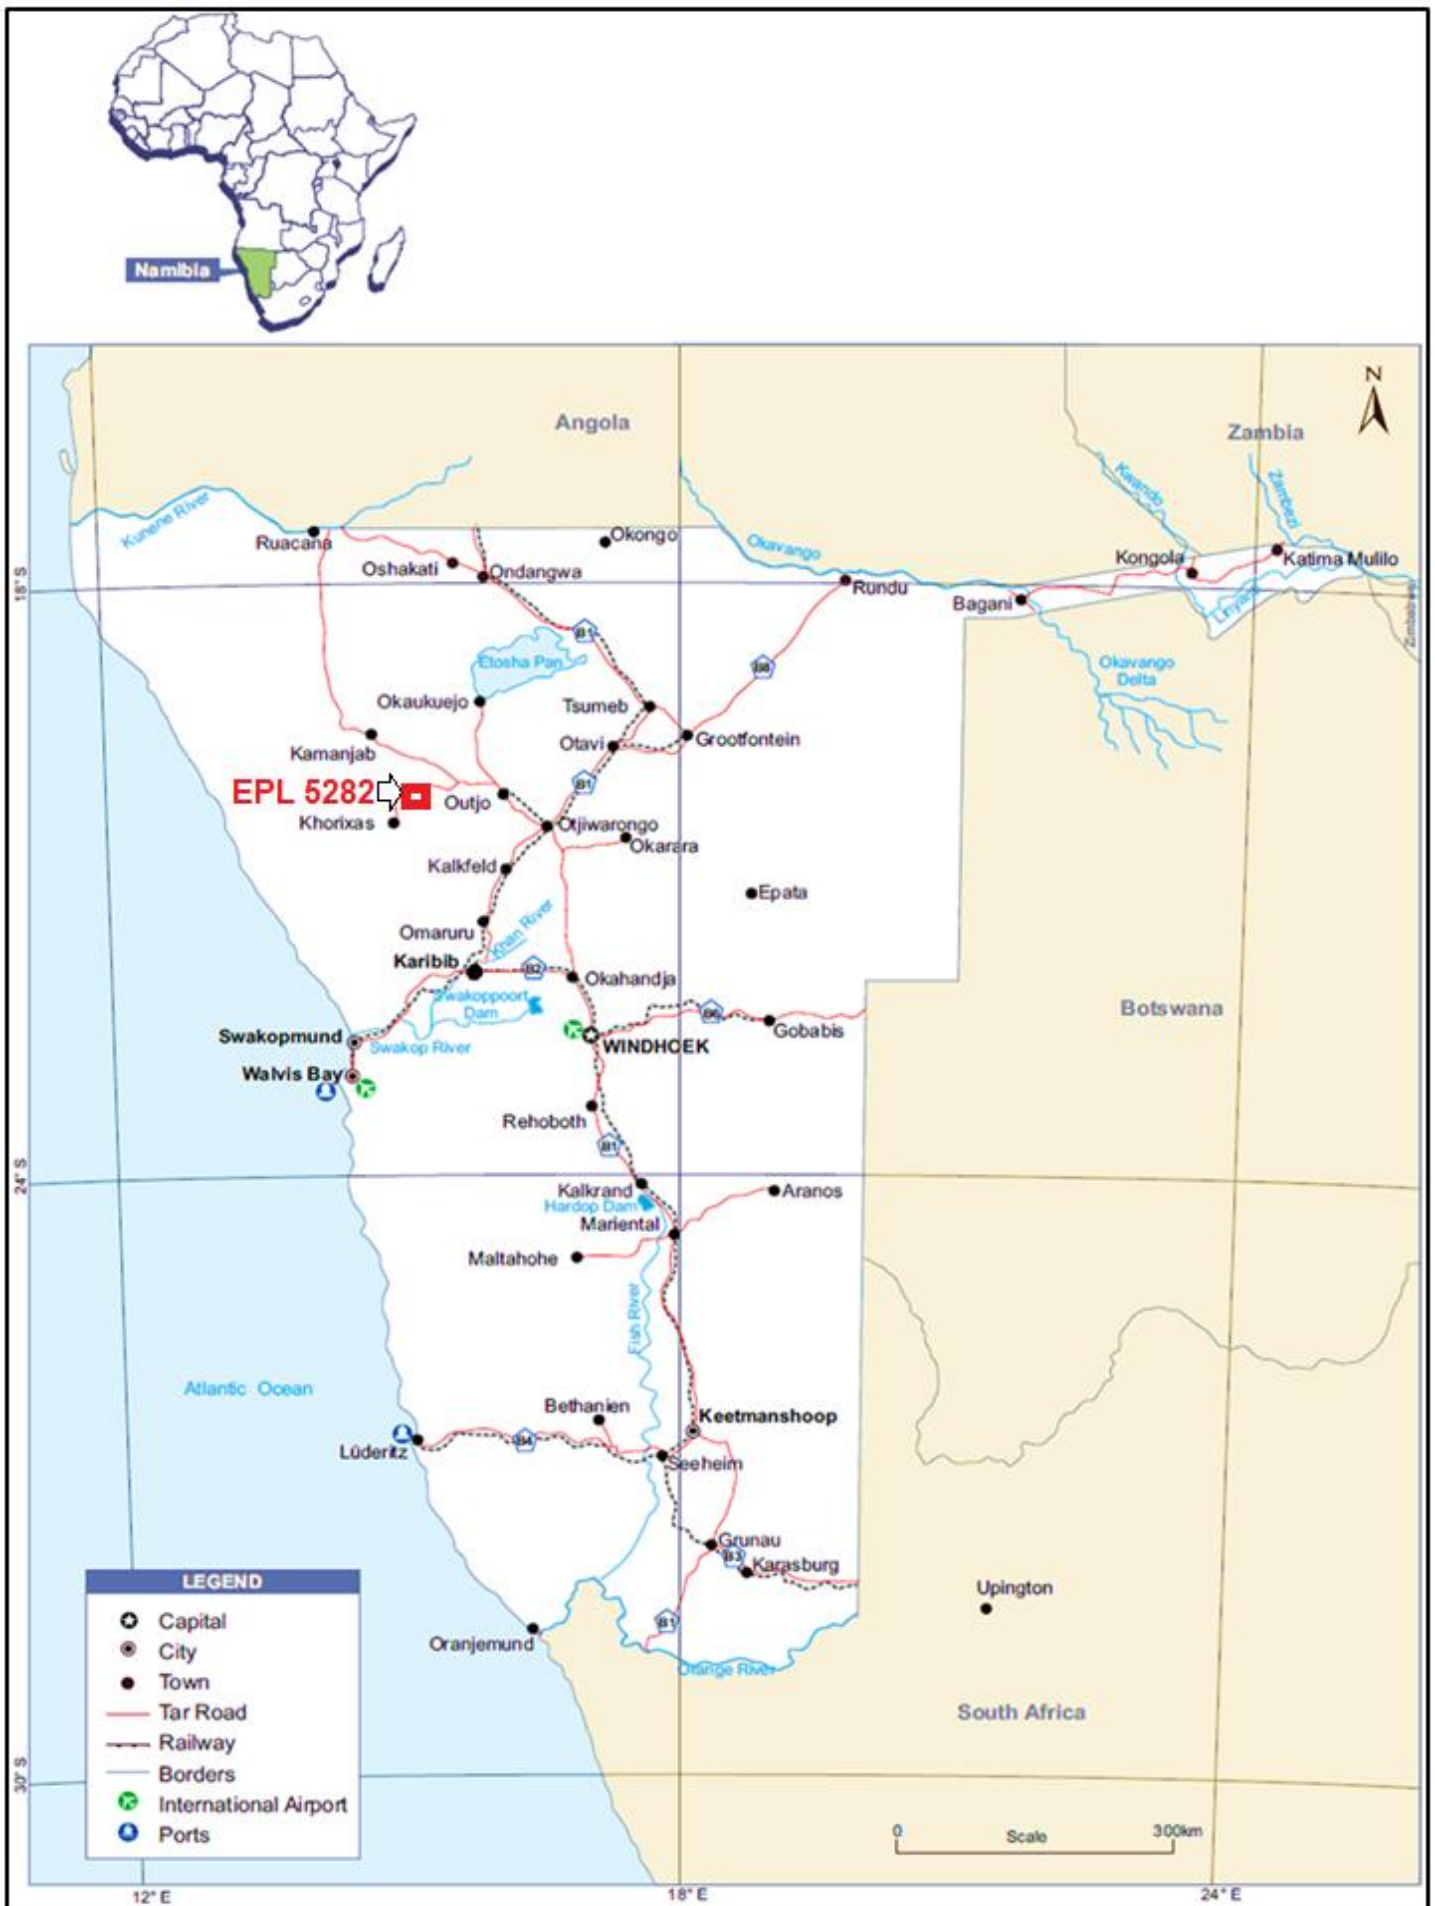 Namibia
N
Angola
Zambia
Kwando
Zambezi
Kunene River
Ruacana
Okongo
Okavango
Kongola
Katima Mulilo
Oshakati
Ondangwa
18° S
Rundu
Bagani
Linyanti
Zimbabwe
B1
Etosha Pan
B8
Okavango
Delta
Okaukuejo
Tsumeb
Kamanjab
Otavi
Grootfontein
EPL 5282
B1
Outjo
Khorixas
Otjiwarongo
Okarara
Kalkfeld
Epata
Omaruru
Khan River
Karibib
B2
Okahandja
Swakoppoort
Dam
Botswana
B6
Gobabis
Swakopmund
Swakop River
WINDHOEK
Walvis Bay
Rehoboth
B1
24° S
Kalkrand
Aranos
Hardop Dam
Mariental
Maltahohe
Fish River
Atlantic Ocean
Bethanien
Keetmanshoop
B4
Lüderitz
Seeheim
Grunau
B3
Karasburg
Upington
B1
Oranjemund
Orange River
South Africa
30° S
LEGEND
Capital
City
Town
Tar Road
Railway
Borders
International Airport
Ports
0
Scale
300km
12° E
18° E
24° E